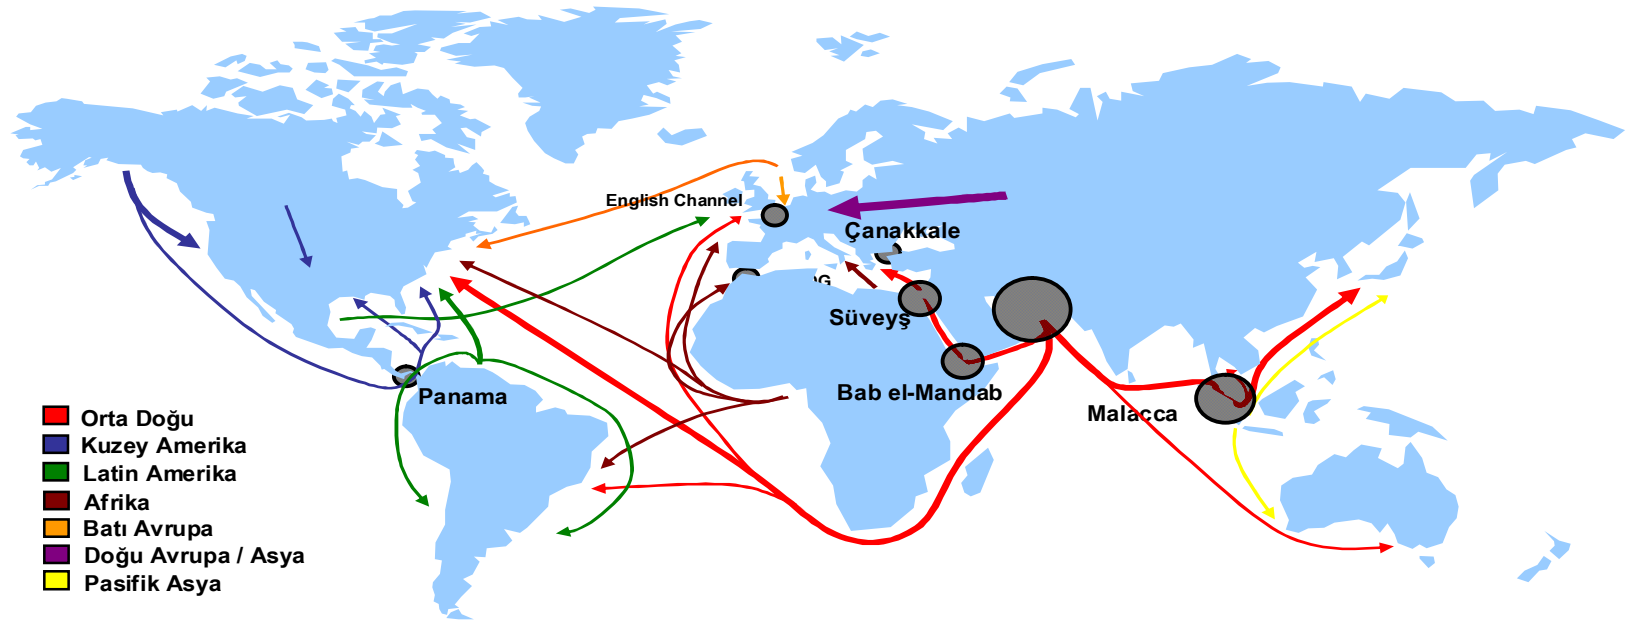 English Channel
Çanakkale
Süveyş
Bab el-Mandab
Panama
Malacca
Orta Doğu
Kuzey Amerika
Latin Amerika
Afrika
Batı Avrupa
Doğu Avrupa / Asya
Pasifik Asya